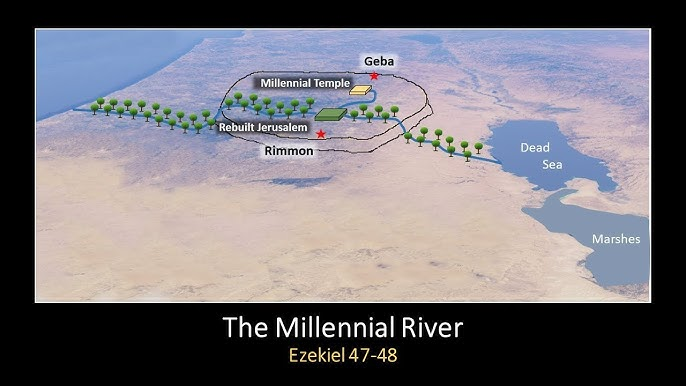 Geba
Millennial Temple
Rebuilt Jerusalem
Rimmon
Dead
Sea
Marshes
The Millennial River
Ezekiel 47-48